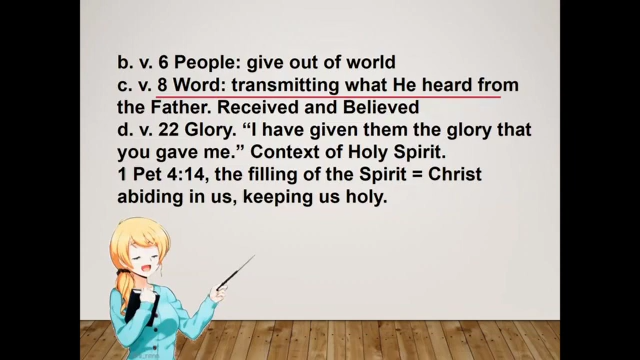 b. v. 6 People: give out of world
c. v. 8 Word: transmitting what He heard from
the Father. Received and Believed
d. v. 22 Glory. “I have given them the glory that
you gave me.” Context of Holy Spirit.
1 Pet 4:14, the filling of the Spirit = Christ
abiding in us, keeping us holy.